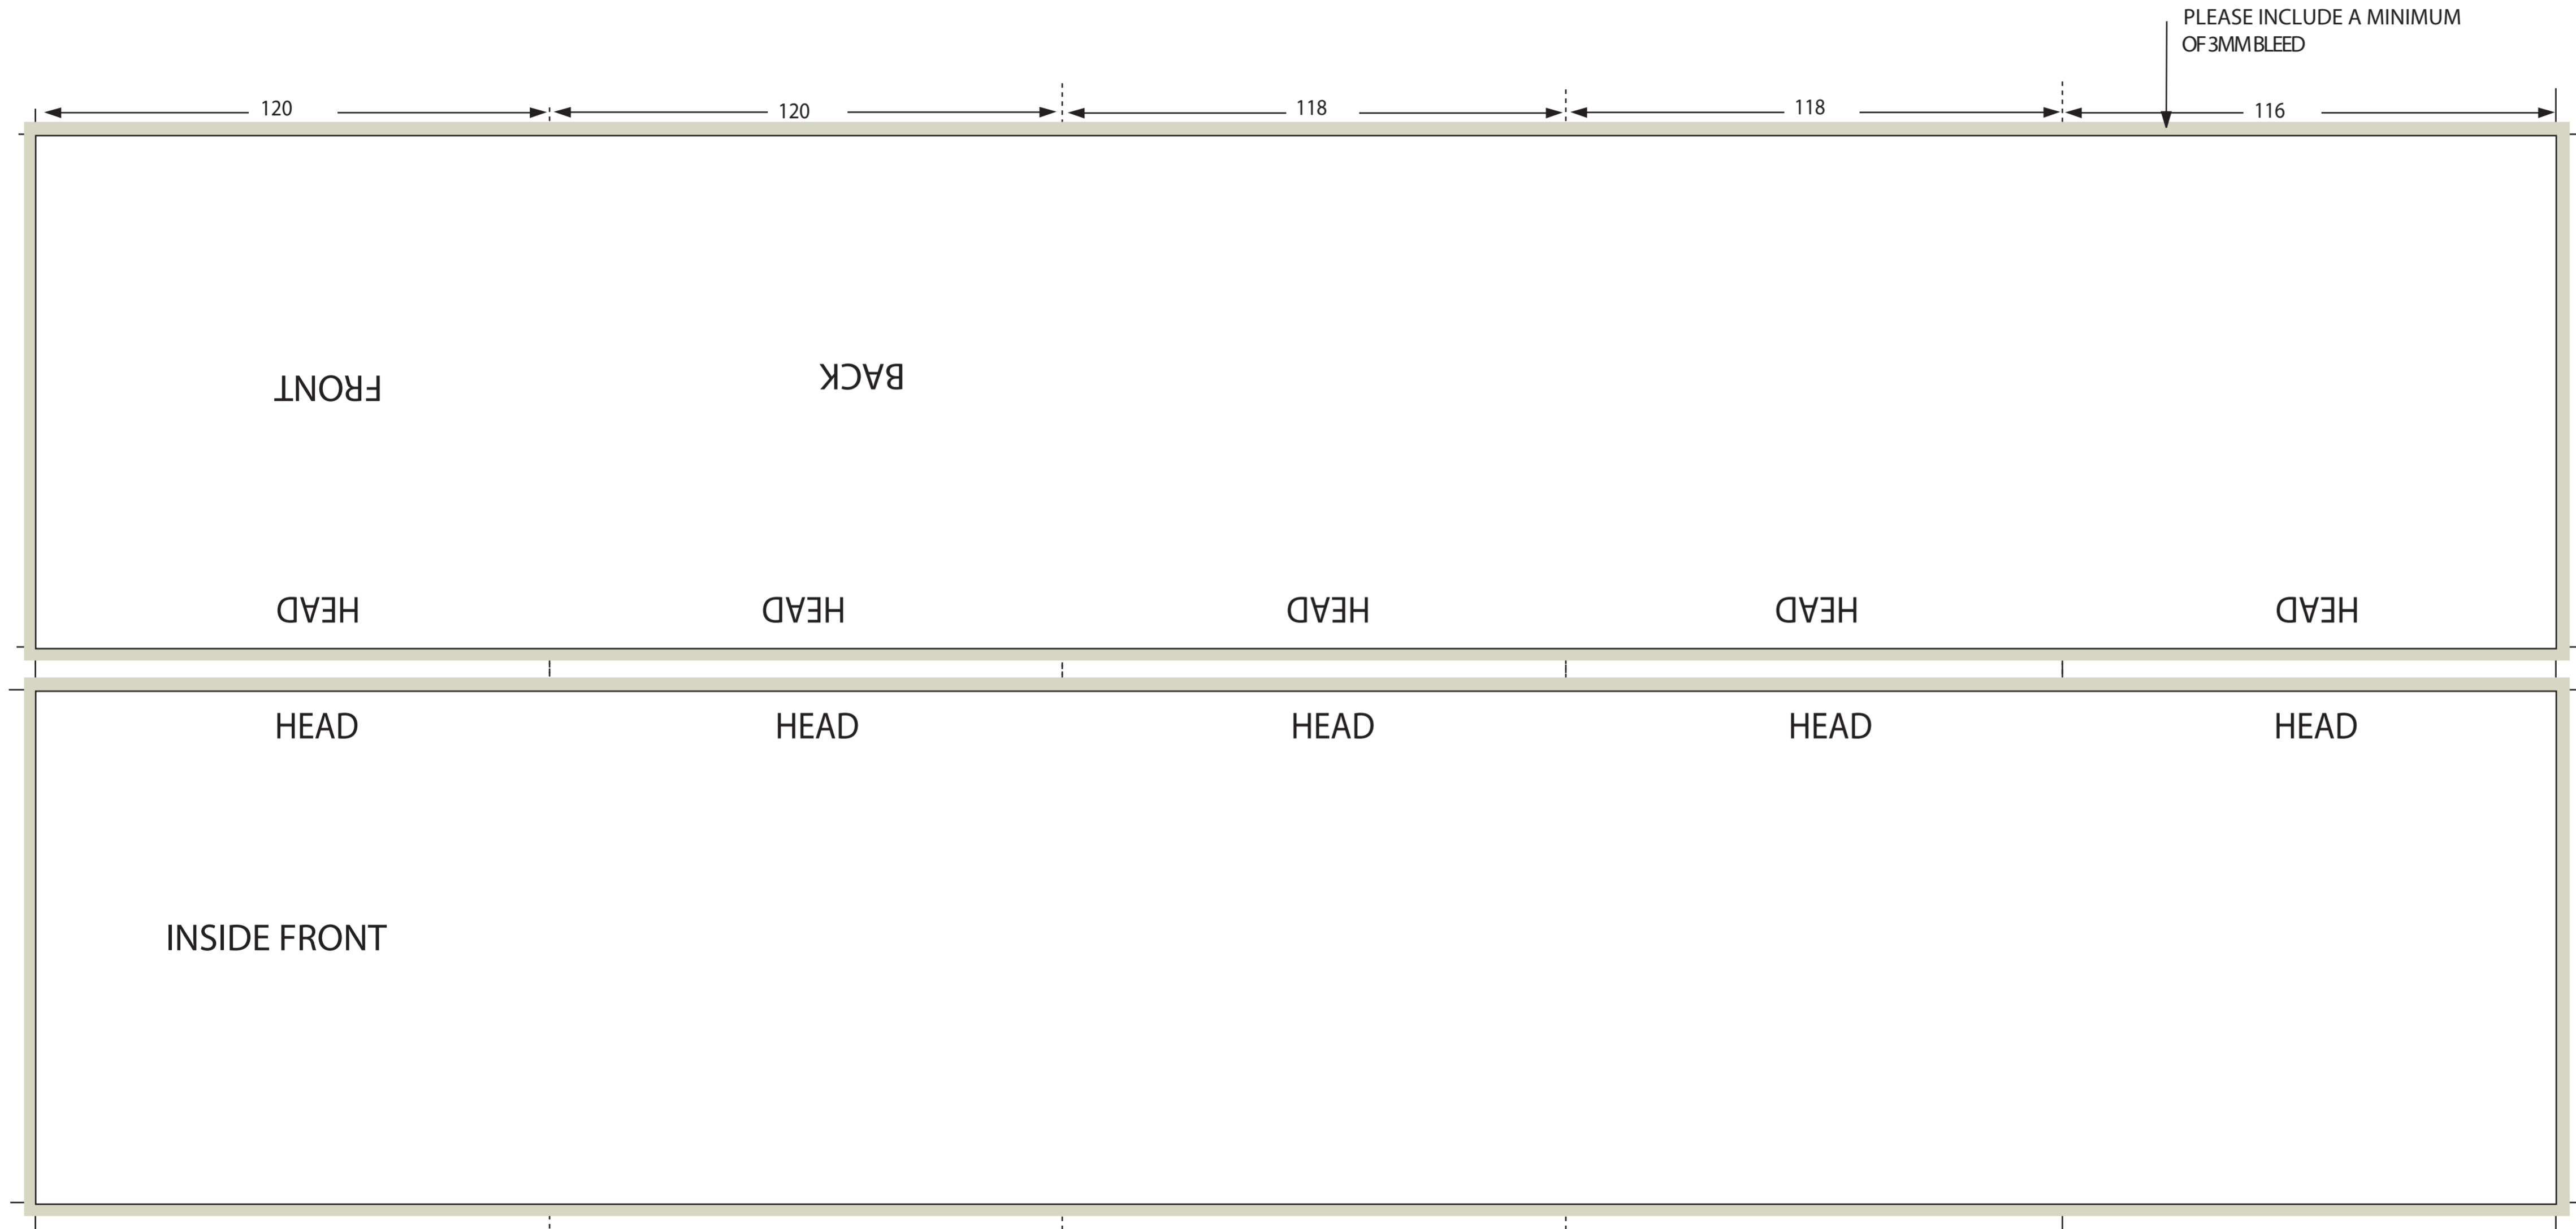 PLEASE INCLUDE A MINIMUM
OF 3MM BLEED
120 120 118 118 116
FRONT BACK
HEAD HEAD HEAD HEAD HEAD
HEAD HEAD HEAD HEAD HEAD
INSIDE FRONT